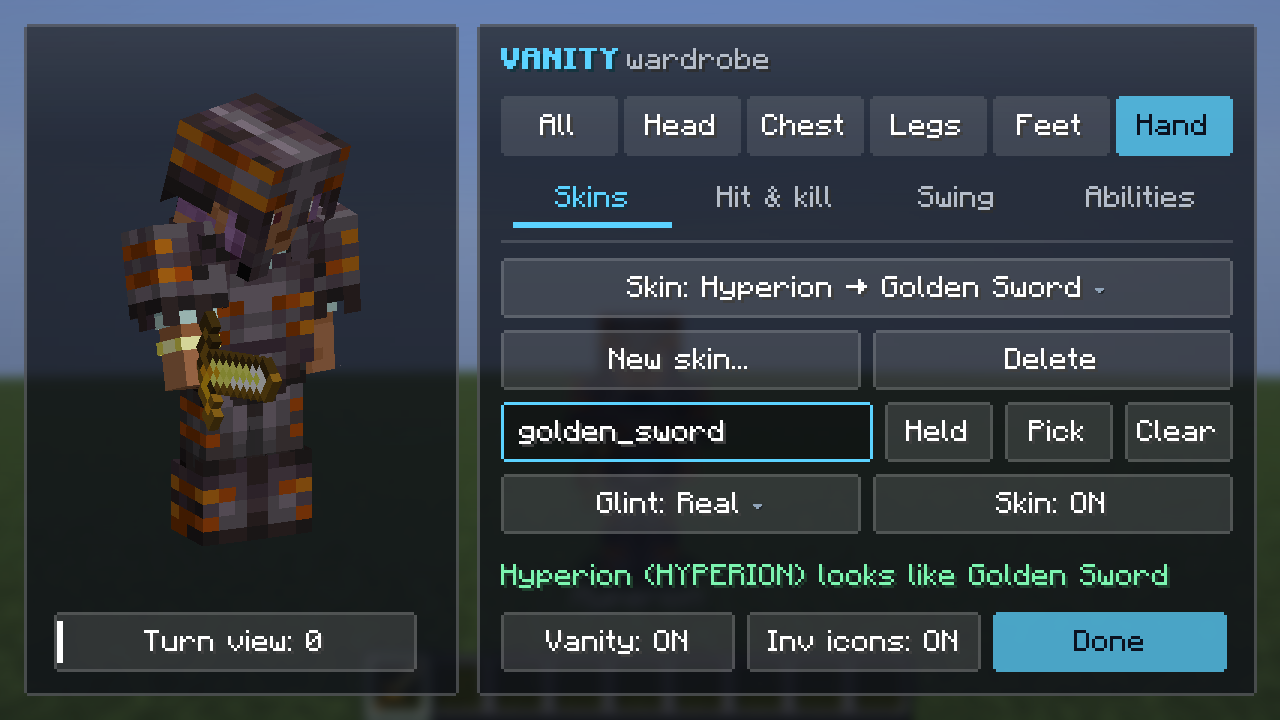 VANITY wardrobe
All Head Chest Legs Feet Hand
Skins Hit & kill Swing Abilities
Skin: Hyperion → Golden Sword
New skin... Delete
golden_sword Held Pick Clear
Glint: Real Skin: ON
Hyperion (HYPERION) looks like Golden Sword
Turn view: 0
Vanity: ON Inv icons: ON Done